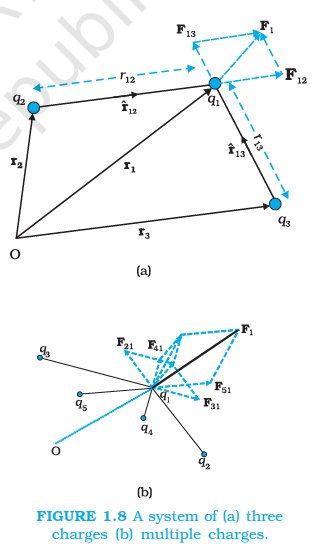 republi
F₁₃
F₁
r₁₂
F₁₂
q₂
r̂₁₂
q₁
r₂
r₁
r̂₁₃
r₁₃
r₃
q₃
O
(a)
F₁
F₂₁
F₄₁
q₃
q₁
F₅₁
q₅
F₃₁
q₄
O
q₂
(b)
FIGURE 1.8 A system of (a) three
charges (b) multiple charges.